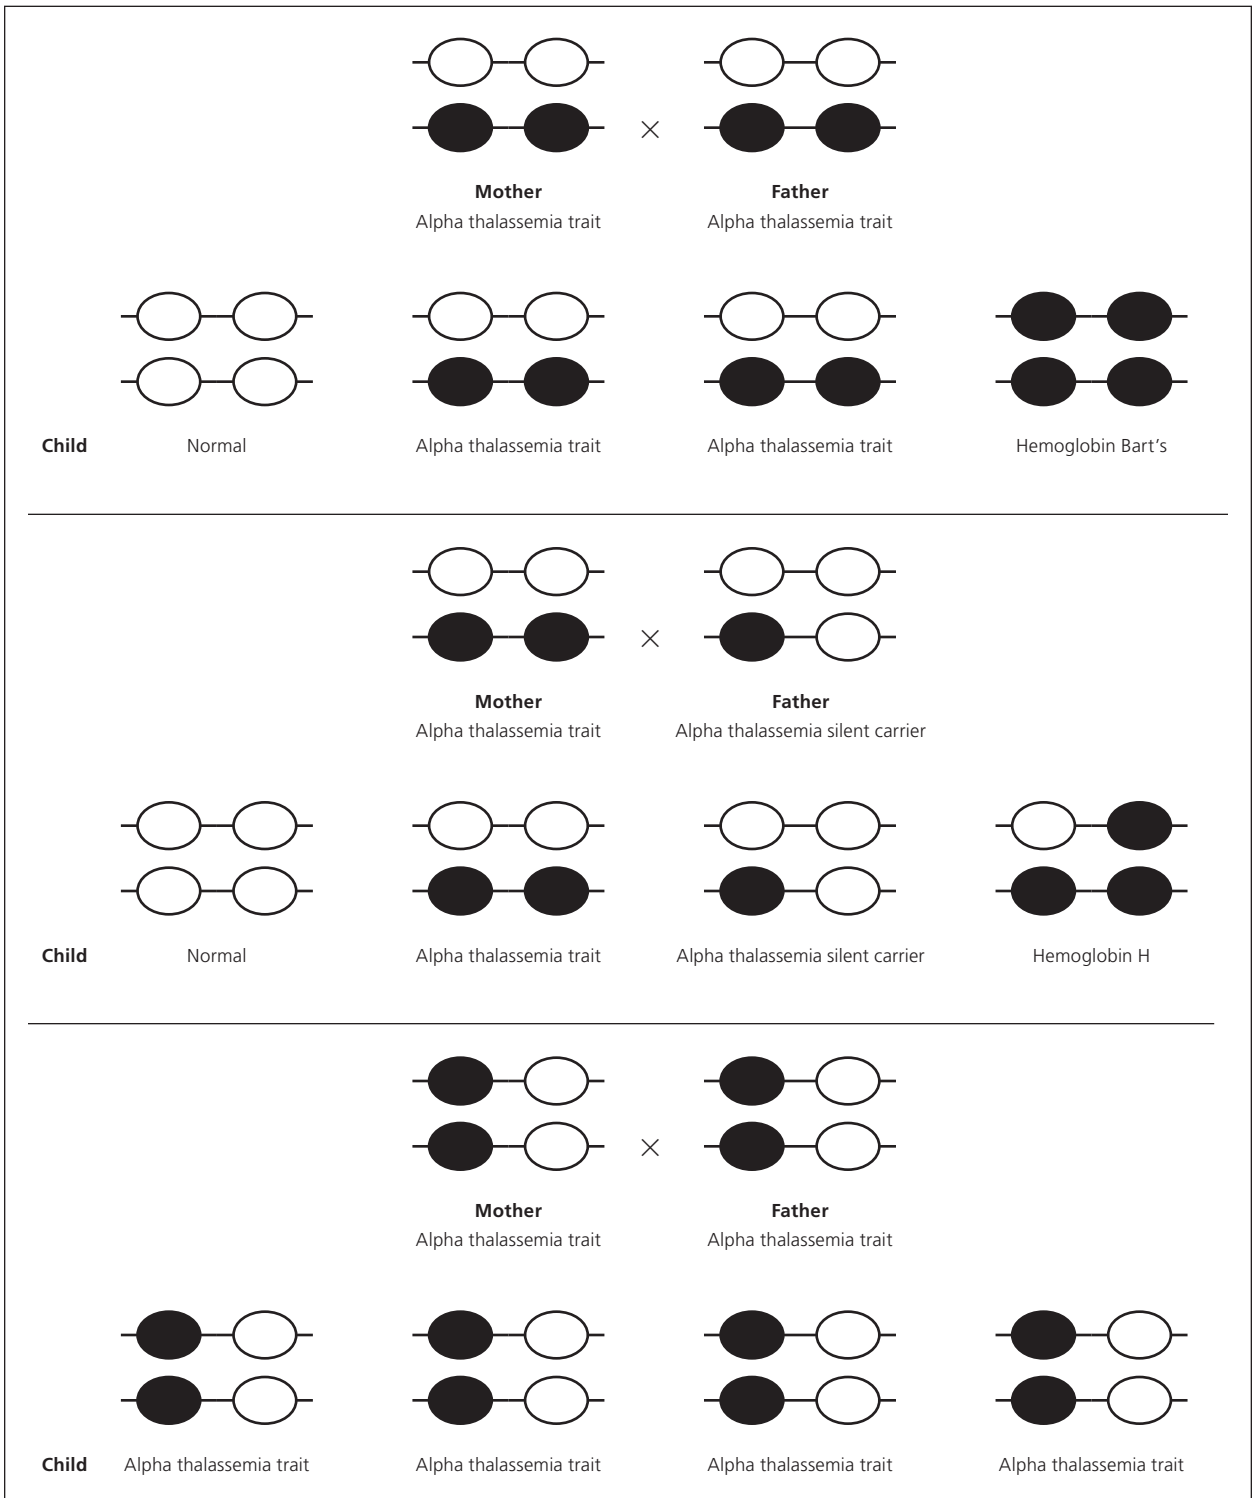 ×
Mother Father
Alpha thalassemia trait Alpha thalassemia trait
Child Normal Alpha thalassemia trait Alpha thalassemia trait Hemoglobin Bart's
×
Mother Father
Alpha thalassemia trait Alpha thalassemia silent carrier
Child Normal Alpha thalassemia trait Alpha thalassemia silent carrier Hemoglobin H
×
Mother Father
Alpha thalassemia trait Alpha thalassemia trait
Child Alpha thalassemia trait Alpha thalassemia trait Alpha thalassemia trait Alpha thalassemia trait